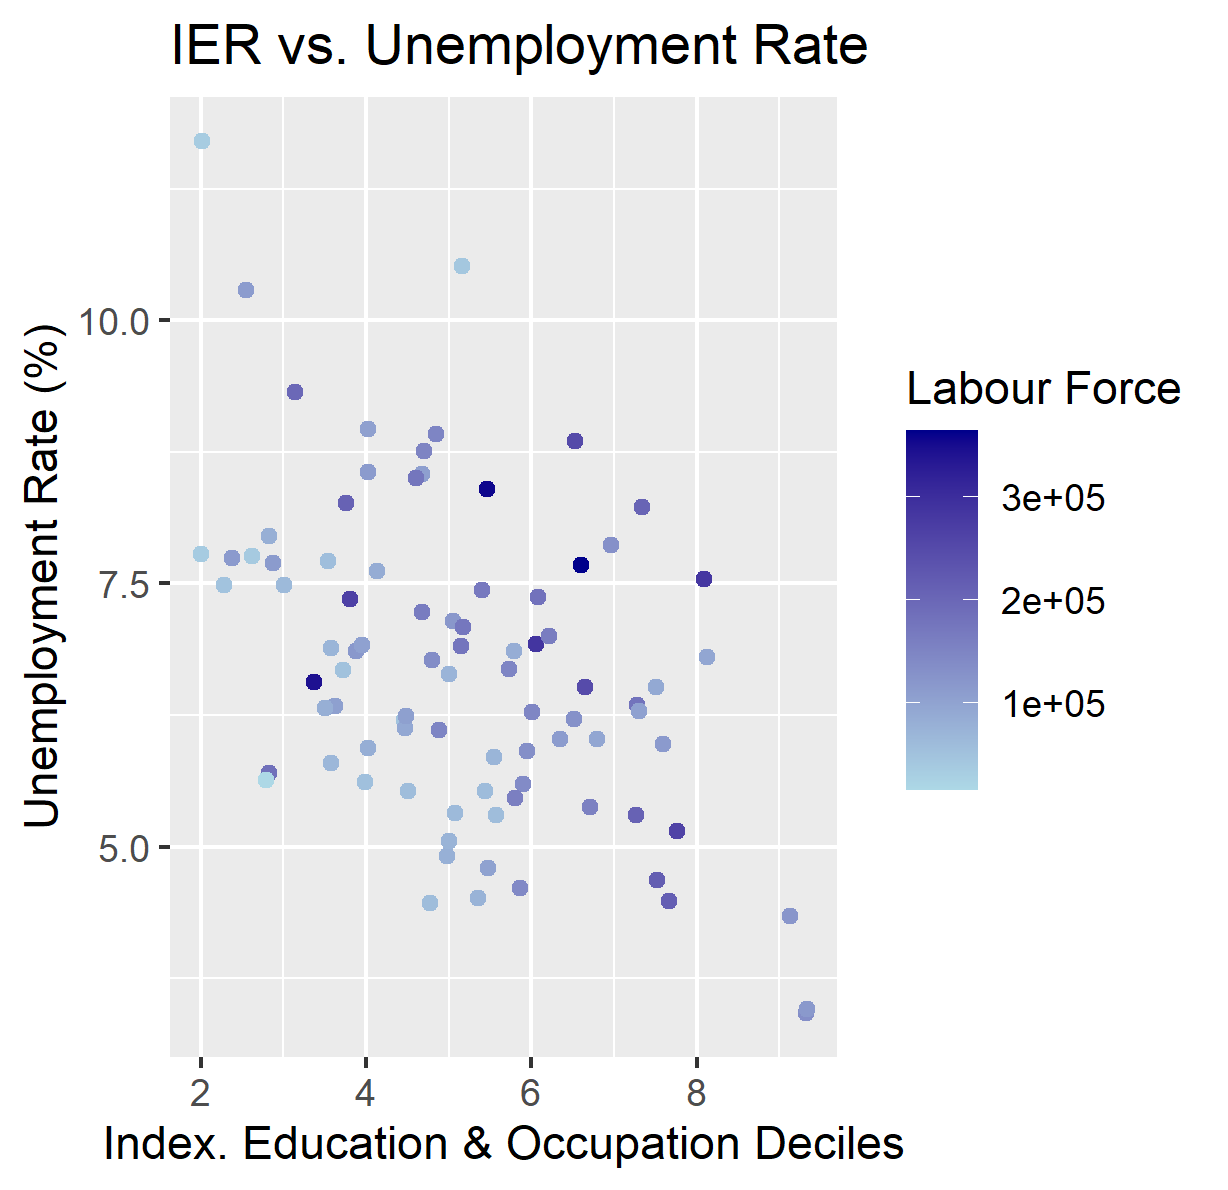 IER vs. Unemployment Rate
Unemployment Rate (%)
10.0
7.5
5.0
2
4
6
8
Index. Education & Occupation Deciles
Labour Force
3e+05
2e+05
1e+05